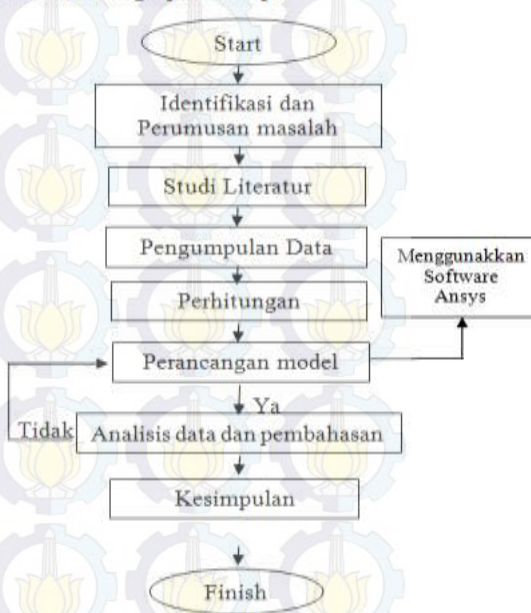 Start
Identifikasi dan
Perumusan masalah
Studi Literatur
Pengumpulan Data
Menggunakkan
Software
Ansys
Perhitungan
Perancangan model
Ya
Tidak
Analisis data dan pembahasan
Kesimpulan
Finish